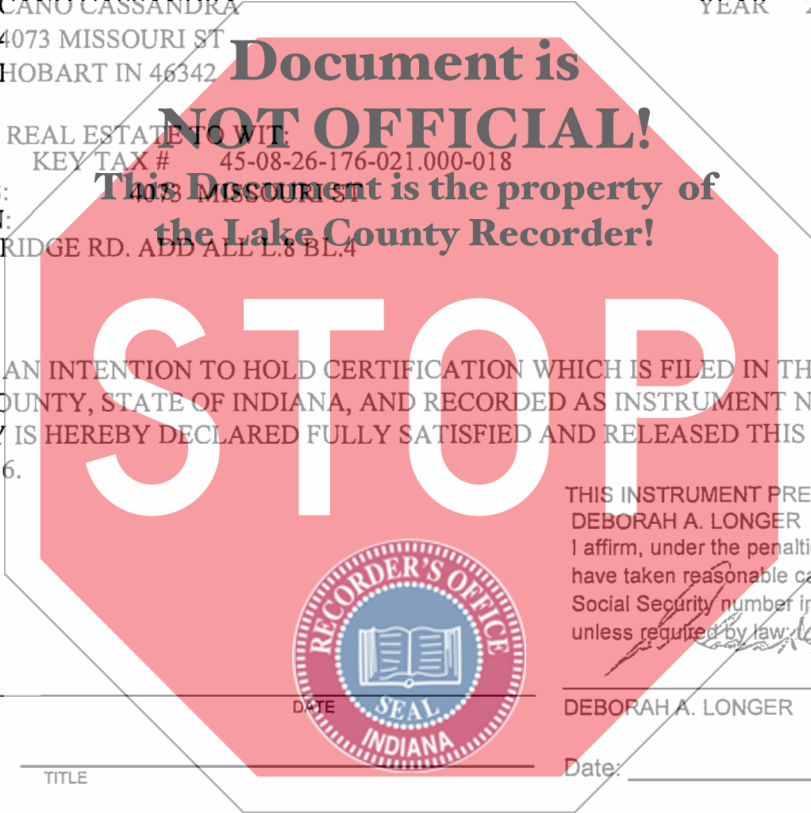 CANO CASSANDRA YEAR
4073 MISSOURI ST
HOBART IN 46342
Document is
NOT OFFICIAL!
REAL ESTATE TO WIT:
KEY TAX # 45-08-26-176-021.000-018
This Document is the property of
4073 MISSOURI ST
the Lake County Recorder!
RIDGE RD. ADD ALL L.8 BL.4
STOP
AN INTENTION TO HOLD CERTIFICATION WHICH IS FILED IN TH
OUNTY, STATE OF INDIANA, AND RECORDED AS INSTRUMENT N
Y IS HEREBY DECLARED FULLY SATISFIED AND RELEASED THIS
6.
THIS INSTRUMENT PRE
DEBORAH A. LONGER
I affirm, under the penalti
have taken reasonable ca
Social Security number in
unless required by law:
RECORDER'S OFFICE
SEAL
INDIANA
DATE
DEBORAH A. LONGER
TITLE
Date: